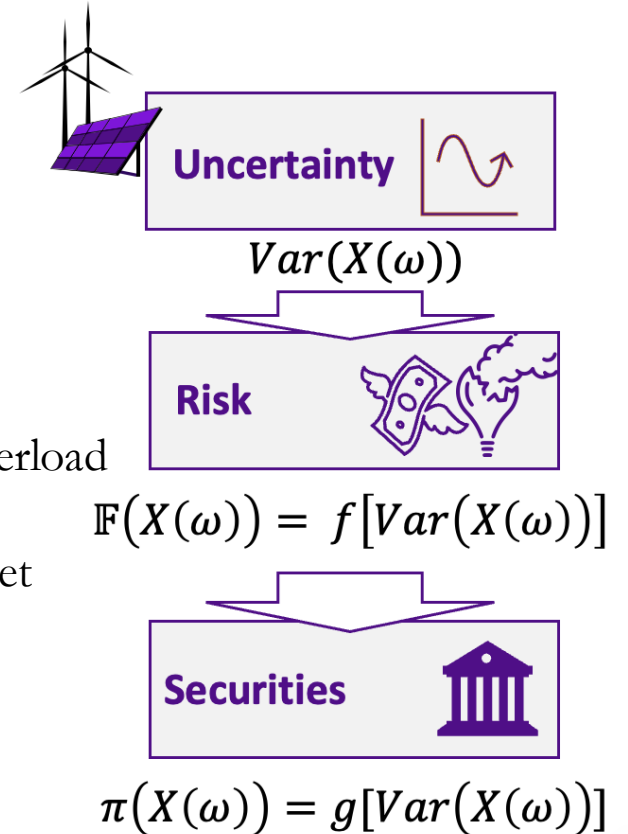 Uncertainty
Var(X(ω))
Risk
erload
𝔽(X(ω)) = f[Var(X(ω))]
et
Securities
π(X(ω)) = g[Var(X(ω))]